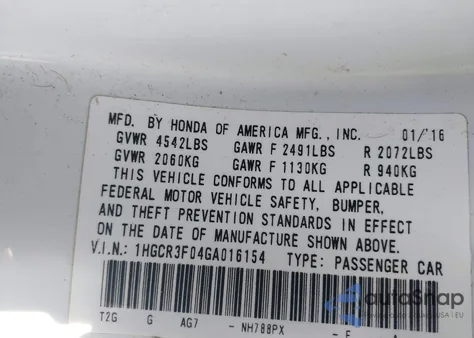 MFD. BY HONDA OF AMERICA MFG., INC. 01/16
GVWR 4542LBS GAWR F 2491LBS R 2072LBS
GVWR 2060KG GAWR F 1130KG R 940KG
THIS VEHICLE CONFORMS TO ALL APPLICABLE
FEDERAL MOTOR VEHICLE SAFETY, BUMPER,
AND THEFT PREVENTION STANDARDS IN EFFECT
ON THE DATE OF MANUFACTURE SHOWN ABOVE.
V.I.N.: 1HGCR3F04GA016154 TYPE: PASSENGER CAR
T2G G AG7 - NH788PX - E A
autoSnap